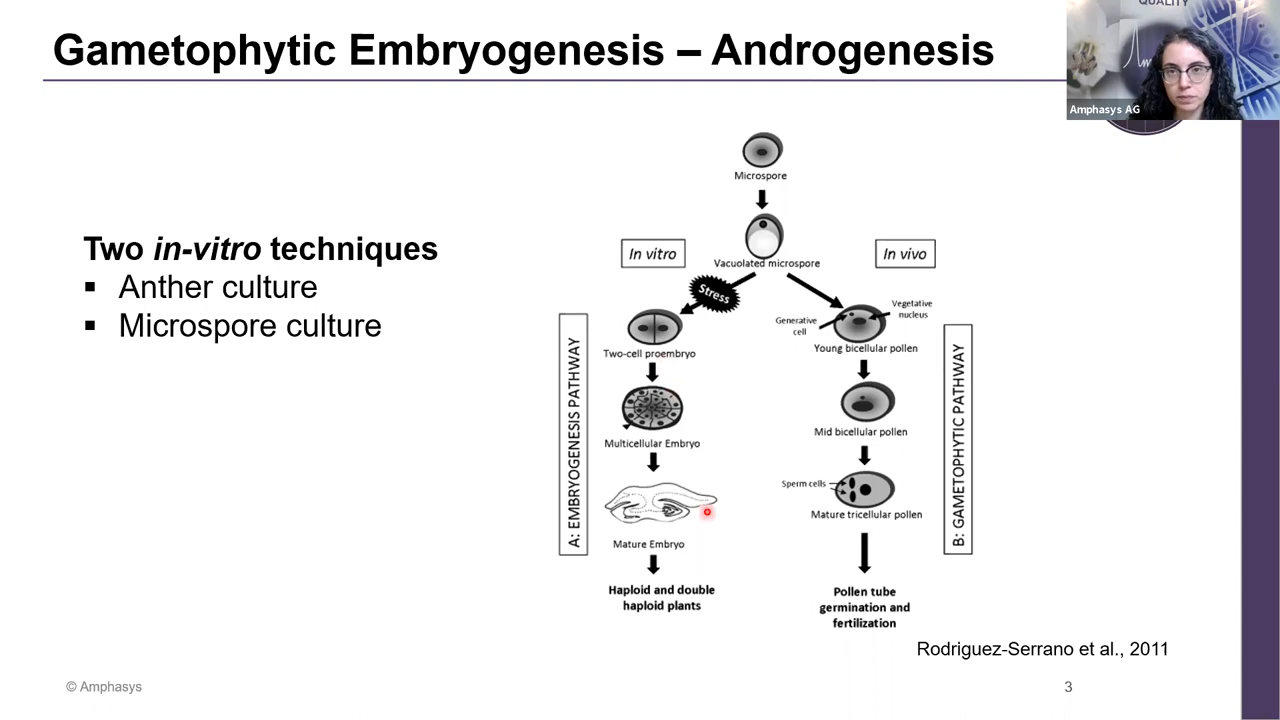 Gametophytic Embryogenesis – Androgenesis
QUALITY
Amphasys AG
Two in-vitro techniques
▪ Anther culture
▪ Microspore culture
Microspore
Vacuolated microspore
In vitro
In vivo
Stress
A: EMBRYOGENESIS PATHWAY
Two-cell proembryo
Multicellular Embryo
Mature Embryo
Haploid and double
haploid plants
Generative
cell
Vegetative
nucleus
Young bicellular pollen
Mid bicellular pollen
Sperm cells
Mature tricellular pollen
Pollen tube
germination and
fertilization
B: GAMETOPHYTIC PATHWAY
Rodriguez-Serrano et al., 2011
© Amphasys
3